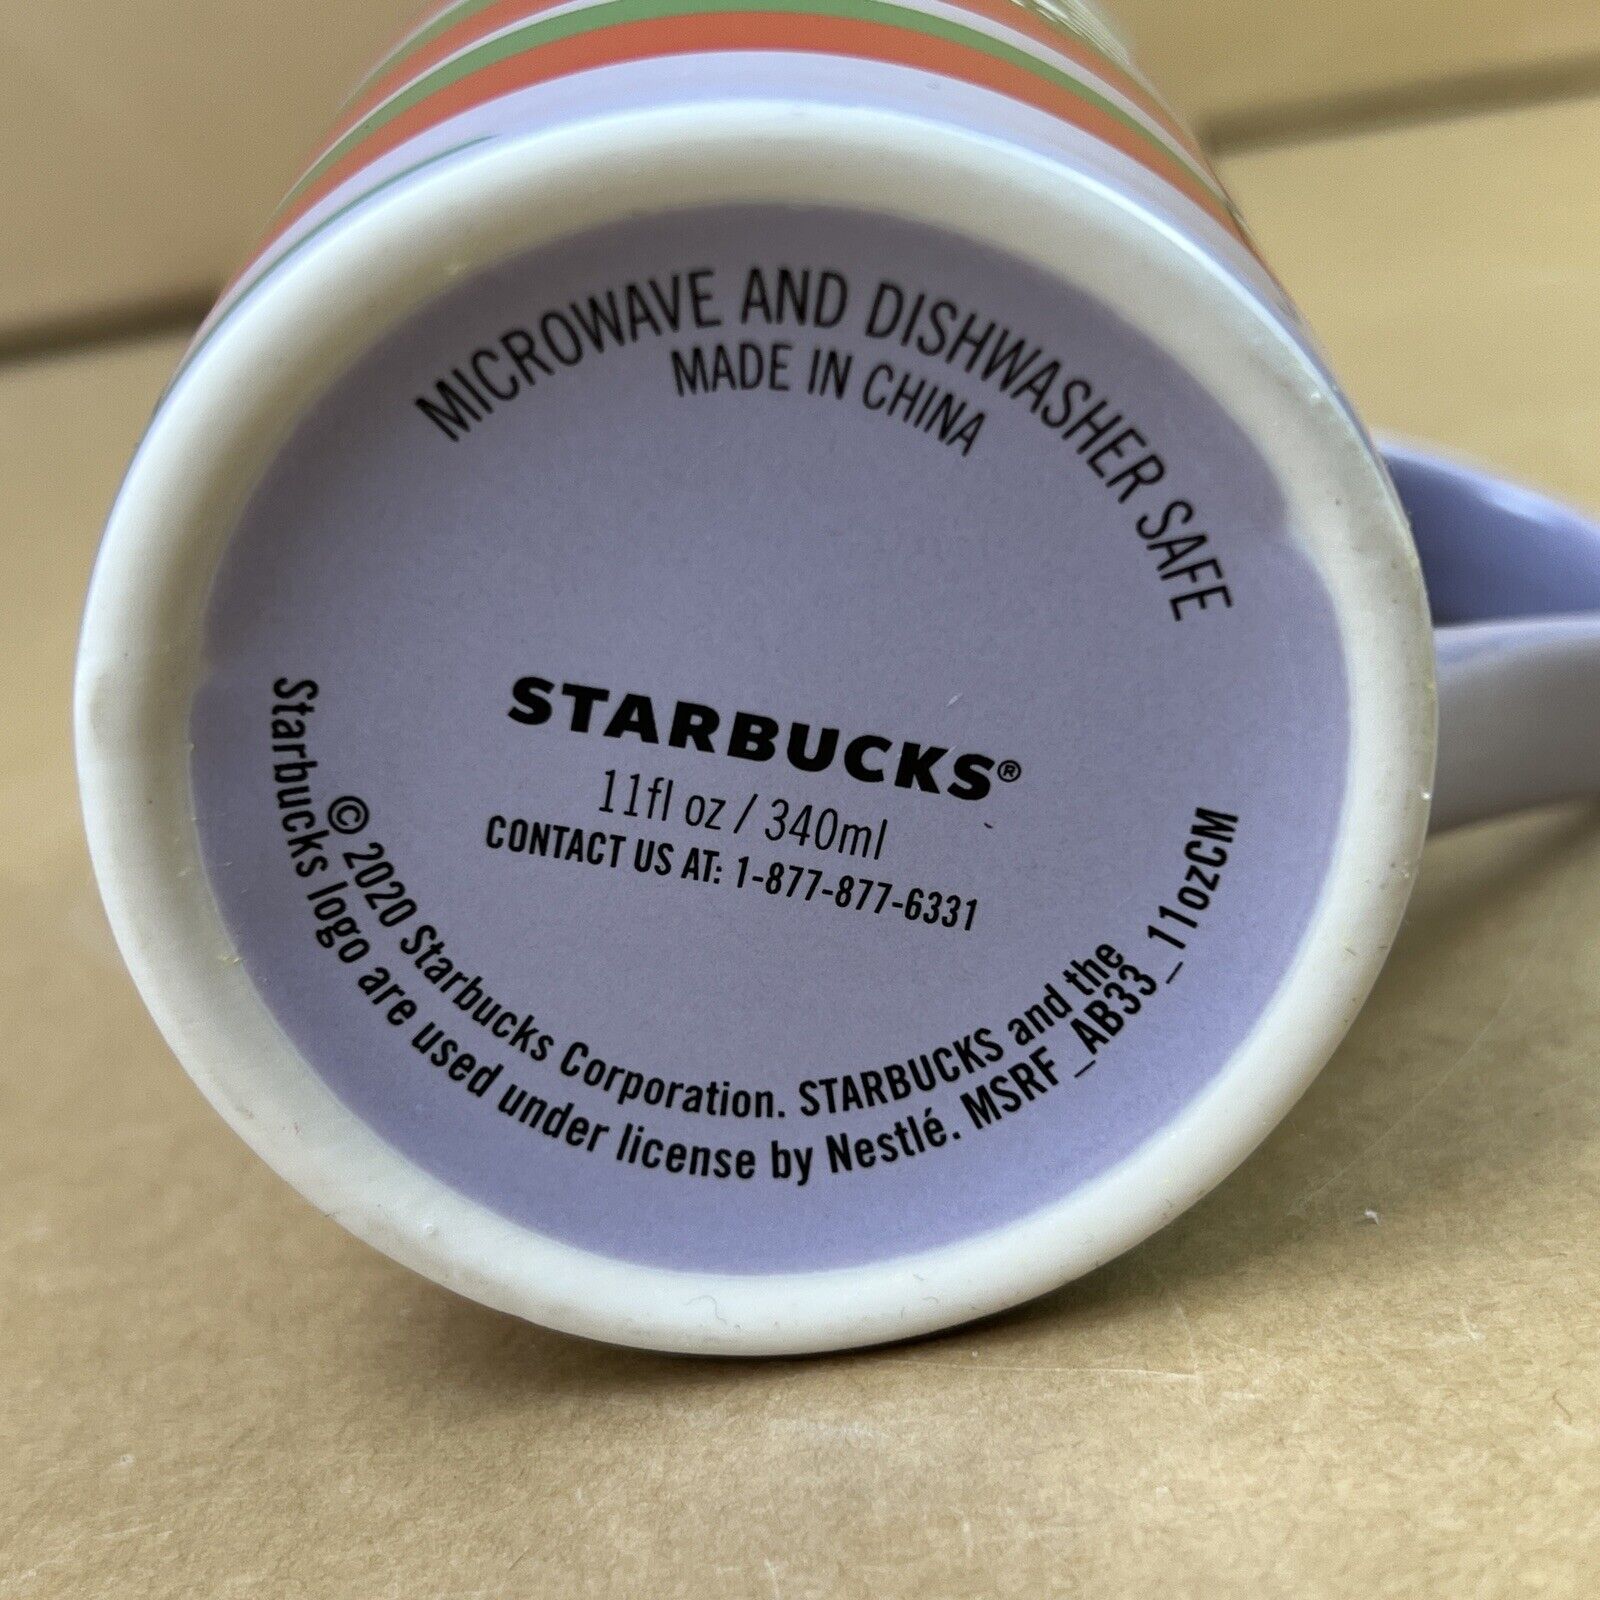 MICROWAVE AND DISHWASHER SAFE
MADE IN CHINA
STARBUCKS®
11fl oz / 340ml
CONTACT US AT: 1-877-877-6331
© 2020 Starbucks Corporation. STARBUCKS and the
Starbucks logo are used under license by Nestlé. MSRF_AB33_11ozCM